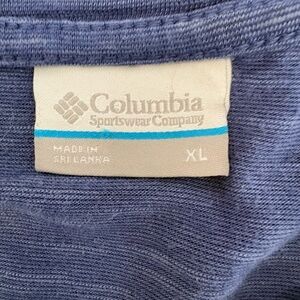 Columbia
Sportswear Company
MADE IN
SRI LANKA
XL